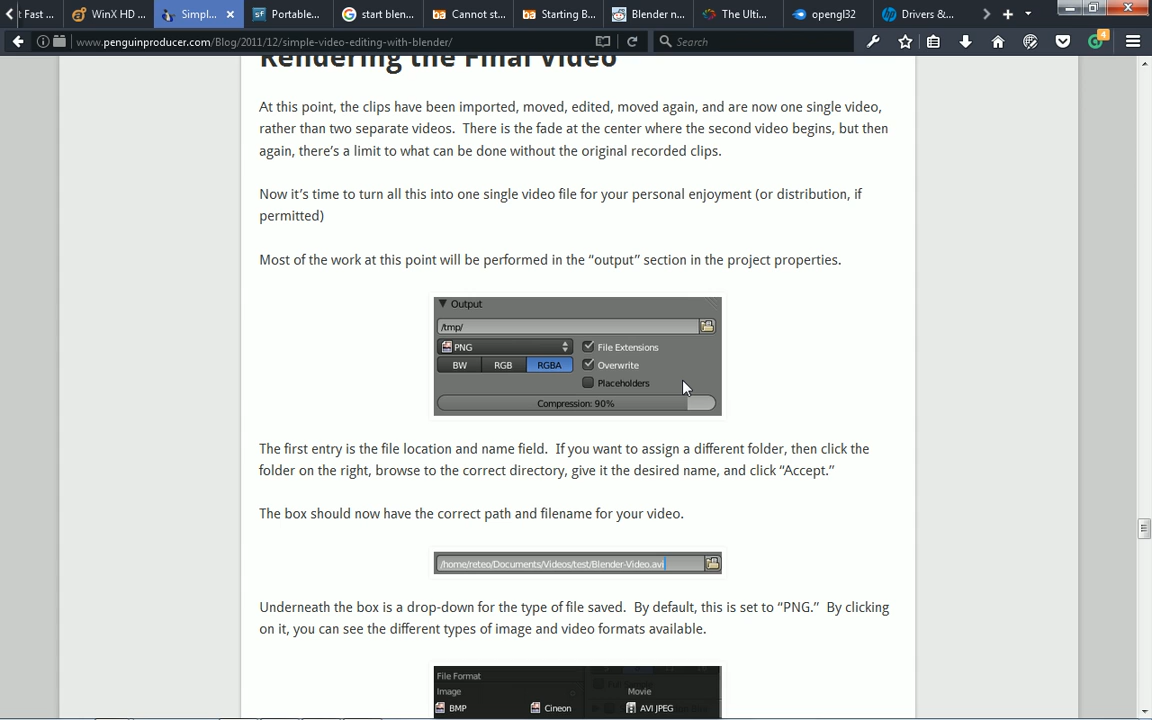 t Fast ...
WinX HD ...
Simpl...
Portable...
start blen...
Cannot st...
Starting B...
Blender n...
The Ulti...
opengl32
Drivers &...
www.penguinproducer.com/Blog/2011/12/simple-video-editing-with-blender/
Search
4
Rendering the Final Video
At this point, the clips have been imported, moved, edited, moved again, and are now one single video,
rather than two separate videos.  There is the fade at the center where the second video begins, but then
again, there's a limit to what can be done without the original recorded clips.
Now it's time to turn all this into one single video file for your personal enjoyment (or distribution, if
permitted)
Most of the work at this point will be performed in the “output” section in the project properties.
Output
/tmp/
PNG
File Extensions
BW RGB RGBA
Overwrite
Placeholders
Compression: 90%
The first entry is the file location and name field.  If you want to assign a different folder, then click the
folder on the right, browse to the correct directory, give it the desired name, and click “Accept.”
The box should now have the correct path and filename for your video.
/home/reteo/Documents/Videos/test/Blender-Video.avi
Underneath the box is a drop-down for the type of file saved.  By default, this is set to “PNG.”  By clicking
on it, you can see the different types of image and video formats available.
File Format
Image Movie
BMP Cineon AVI JPEG